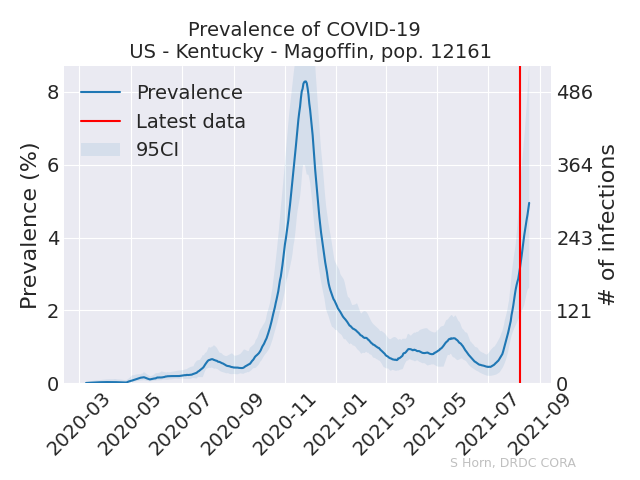 Prevalence of COVID-19
US - Kentucky - Magoffin, pop. 12161
Prevalence
Latest data
95CI
Prevalence (%)
8
6
4
2
0
486
364
243
121
0
# of infections
2020-03
2020-05
2020-07
2020-09
2020-11
2021-01
2021-03
2021-05
2021-07
2021-09
S Horn, DRDC CORA